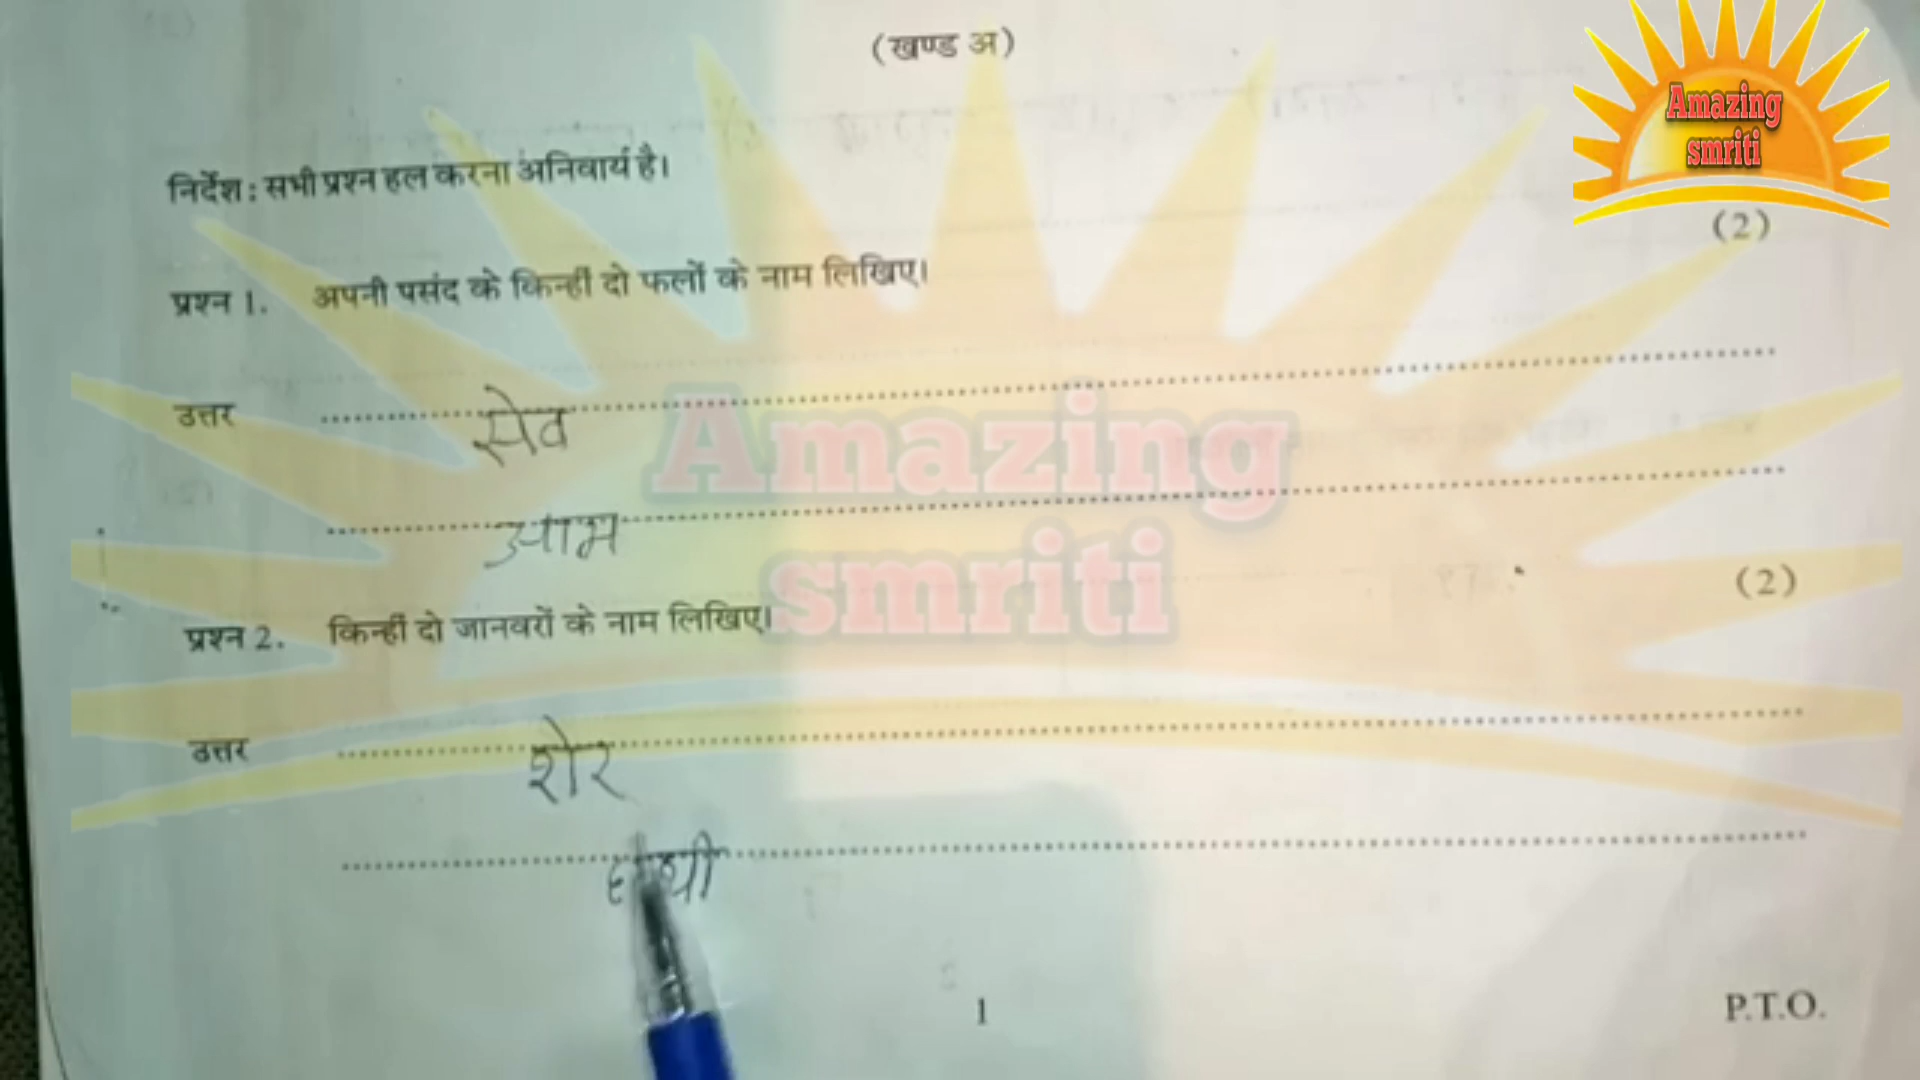 (खण्ड अ)
Amazing
smriti
निर्देश : सभी प्रश्न हल करना अनिवार्य है।
(2)
प्रश्न 1. अपनी पसंद के किन्हीं दो फलों के नाम लिखिए।
उत्तर सेव
आम
Amazing
smriti
(2)
प्रश्न 2. किन्हीं दो जानवरों के नाम लिखिए।
उत्तर शेर
हाथी
1
P.T.O.